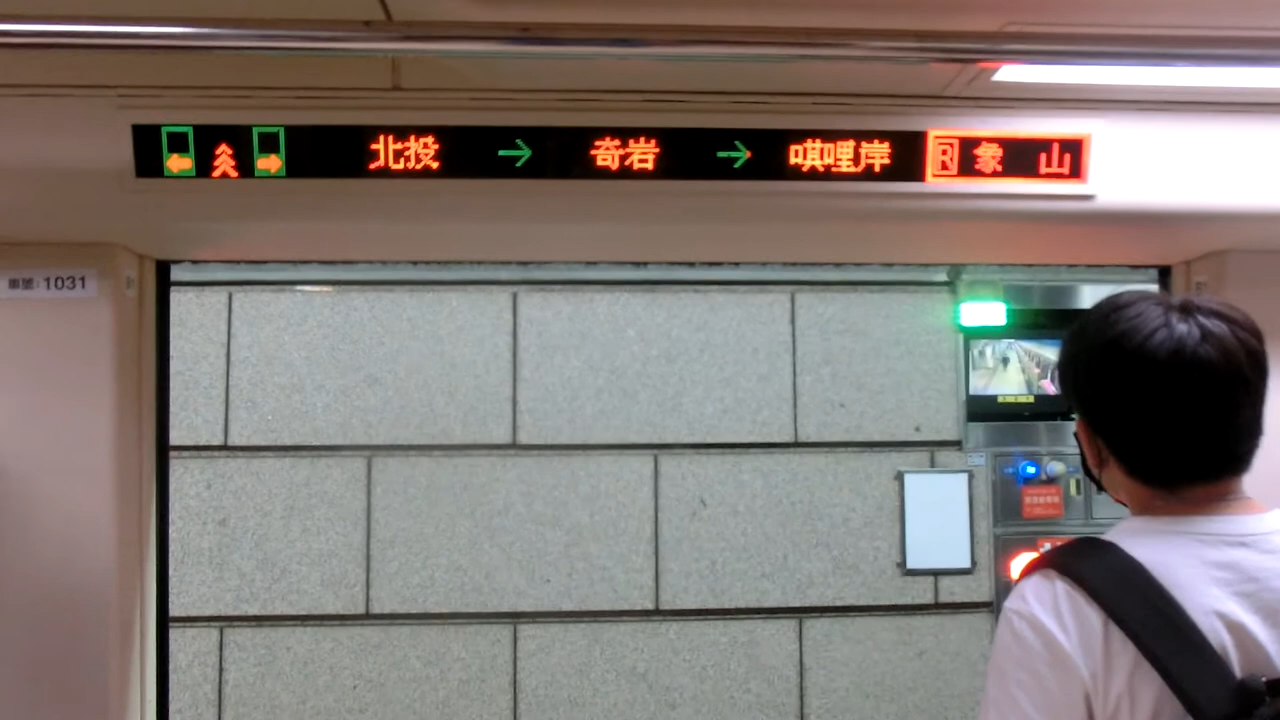 北投 → 奇岩 → 唭哩岸 R 象 山
車號:1031